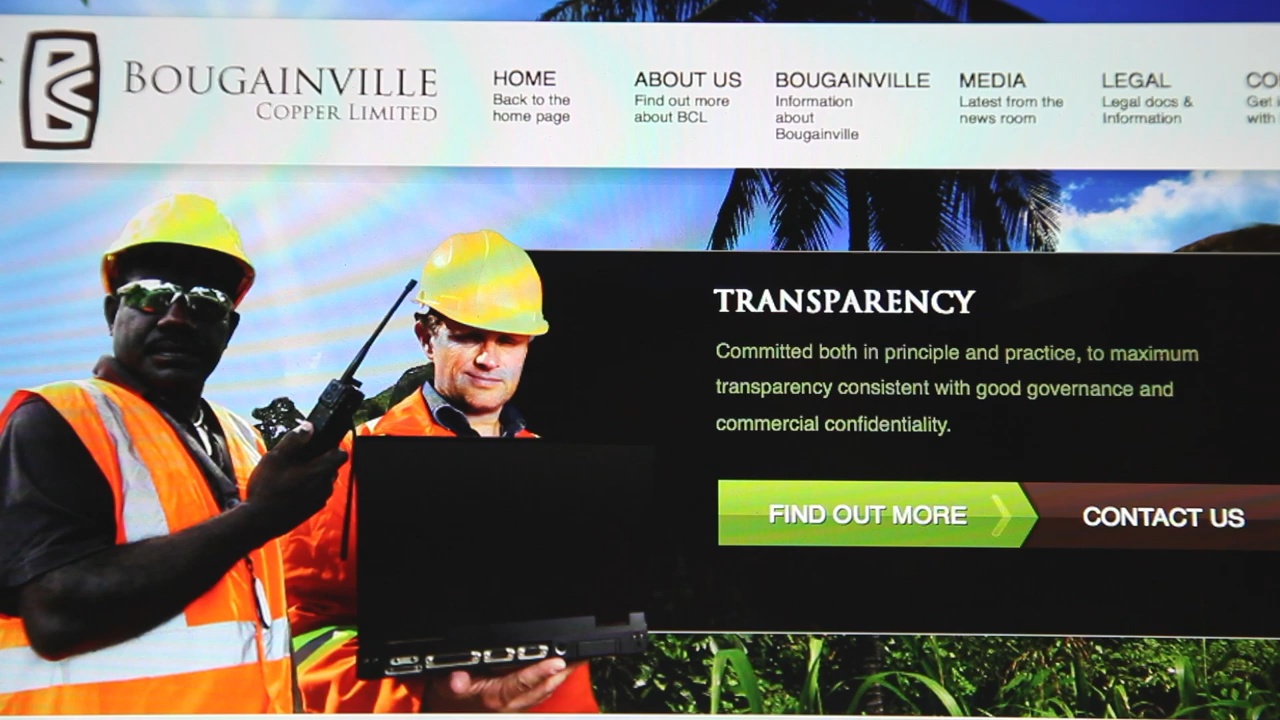 BOUGAINVILLE
COPPER LIMITED
HOME
Back to the
home page
ABOUT US
Find out more
about BCL
BOUGAINVILLE
Information
about
Bougainville
MEDIA
Latest from the
news room
LEGAL
Legal docs &
Information
Get
with
TRANSPARENCY
Committed both in principle and practice, to maximum
transparency consistent with good governance and
commercial confidentiality.
FIND OUT MORE
CONTACT US